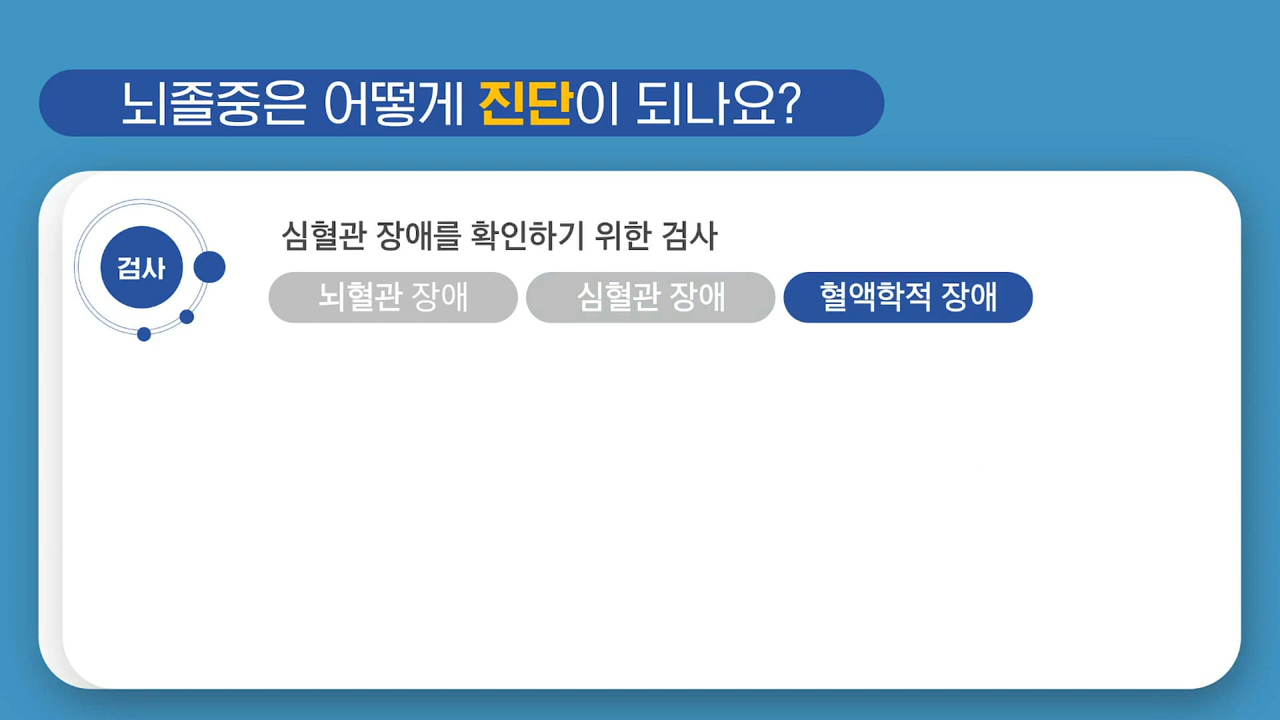 뇌졸중은 어떻게 진단이 되나요?
검사
심혈관 장애를 확인하기 위한 검사
뇌혈관 장애
심혈관 장애
혈액학적 장애